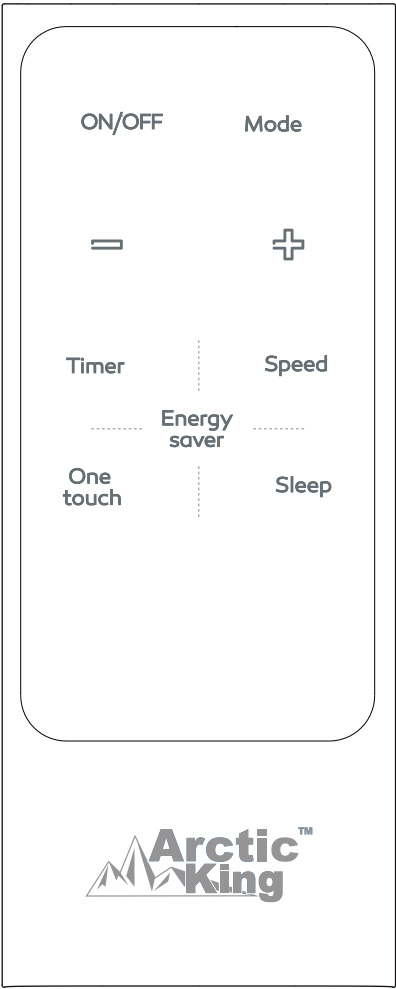 ON/OFF Mode
− +
Timer Speed
Energy
saver
One
touch
Sleep
Arctic™
King